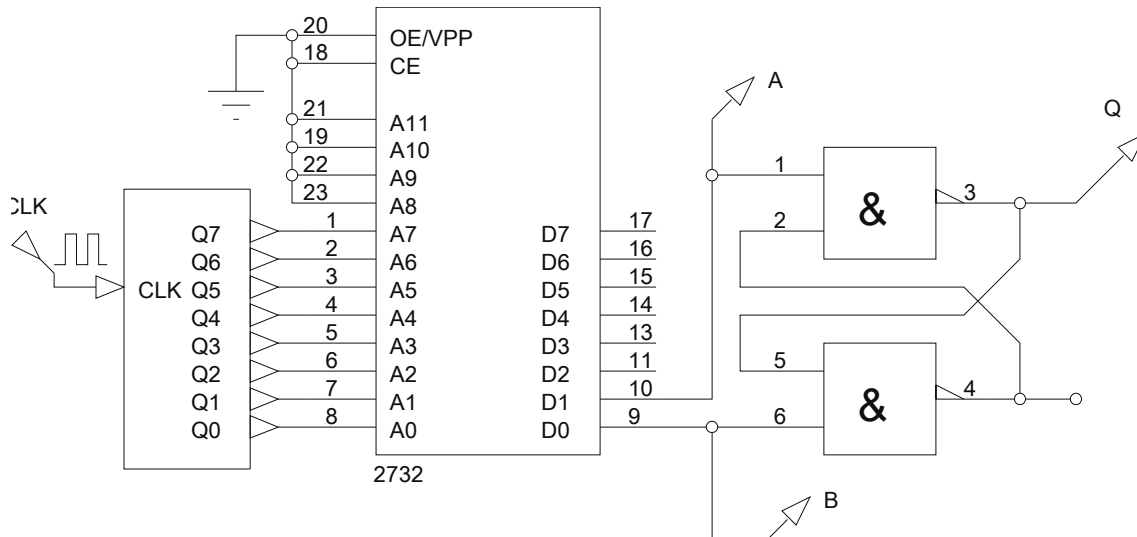 20
OE/VPP
18
CE
A
21
A11
Q
19
A10
1
22
A9
&
3
23
A8
CLK
1
2
17
Q7
A7
D7
2
16
Q6
A6
D6
3
15
CLK
Q5
A5
D5
4
14
Q4
A4
D4
5
13
Q3
A3
D3
6
11
5
Q2
A2
D2
7
10
&
4
Q1
A1
D1
8
9
6
Q0
A0
D0
2732
B